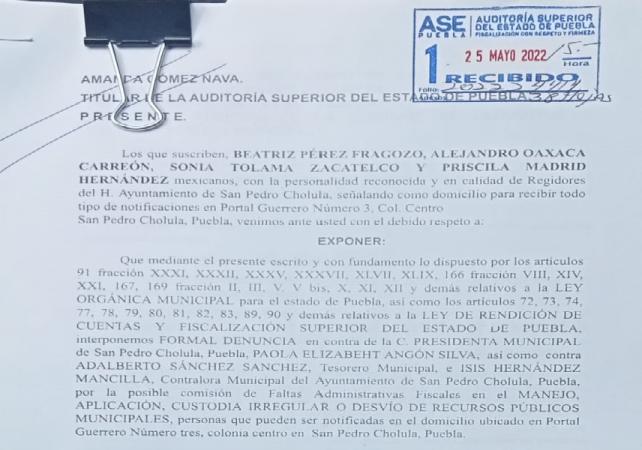 ASE PUEBLA
AUDITORÍA SUPERIOR
DEL ESTADO DE PUEBLA
FISCALIZACIÓN CON RESPETO Y FIRMEZA
1
25 MAYO 2022
15-
Hora
RECIBIDO
Folio
38 Hojas
AMANDA GÓMEZ NAVA.
TITULAR DE LA AUDITORÍA SUPERIOR DEL ESTADO DE PUEBLA.
PRESENTE.
Los que suscriben, BEATRIZ PÉREZ FRAGOZO, ALEJANDRO OAXACA
CARREÓN, SONIA TOLAMA ZACATELCO Y PRISCILA MADRID
HERNÁNDEZ mexicanos, con la personalidad reconocida y en calidad de Regidores
del H. Ayuntamiento de San Pedro Cholula, señalando como domicilio para recibir todo
tipo de notificaciones en Portal Guerrero Número 3, Col. Centro
San Pedro Cholula, Puebla, venimos ante usted con el debido respeto a:
EXPONER:
Que mediante el presente escrito y con fundamento lo dispuesto por los artículos
91 fracción XXXI, XXXII, XXXV, XXXVII, XLVII, XLIX, 166 fracción VIII, XIV,
XXI, 167, 169 fracción II, III, V, V bis, X, XI, XII y demás relativos a la LEY
ORGÁNICA MUNICIPAL para el estado de Puebla, así como los artículos 72, 73, 74,
77, 78, 79, 80, 81, 82, 83, 89, 90 y demás relativos a la LEY DE RENDICIÓN DE
CUENTAS Y FISCALIZACIÓN SUPERIOR DEL ESTADO DE PUEBLA,
interponemos FORMAL DENUNCIA en contra de la C. PRESIDENTA MUNICIPAL
de San Pedro Cholula, Puebla, PAOLA ELIZABEHT ANGÓN SILVA, así como contra
ADALBERTO SÁNCHEZ SANCHEZ, Tesorero Municipal, e ISIS HERNÁNDEZ
MANCILLA, Contralora Municipal del Ayuntamiento de San Pedro Cholula, Puebla,
por la posible comisión de Faltas Administrativas Fiscales en el MANEJO,
APLICACIÓN, CUSTODIA IRREGULAR O DESVÍO DE RECURSOS PÚBLICOS
MUNICIPALES, personas que pueden ser notificadas en el domicilio ubicado en Portal
Guerrero Número tres, colonia centro en San Pedro Cholula, Puebla.